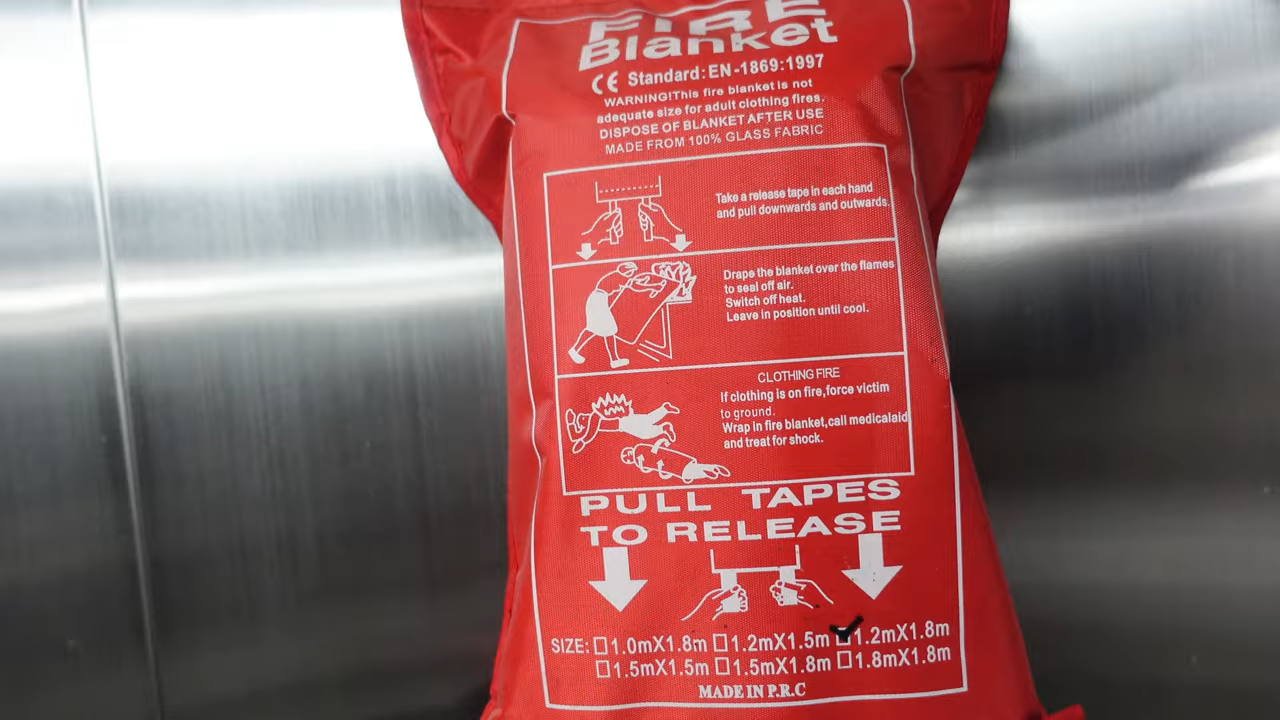 FIRE
Blanket
CE Standard: EN-1869:1997
WARNING!This fire blanket is not
adequate size for adult clothing fires.
DISPOSE OF BLANKET AFTER USE
MADE FROM 100% GLASS FABRIC
Take a release tape in each hand
and pull downwards and outwards.
Drape the blanket over the flames
to seal off air.
Switch off heat.
Leave in position until cool.
CLOTHING FIRE
If clothing is on fire,force victim
to ground.
Wrap in fire blanket,call medicalaid
and treat for shock.
PULL TAPES
TO RELEASE
SIZE: □1.0mX1.8m □1.2mX1.5m □1.2mX1.8m
□1.5mX1.5m □1.5mX1.8m □1.8mX1.8m
MADE IN P.R.C